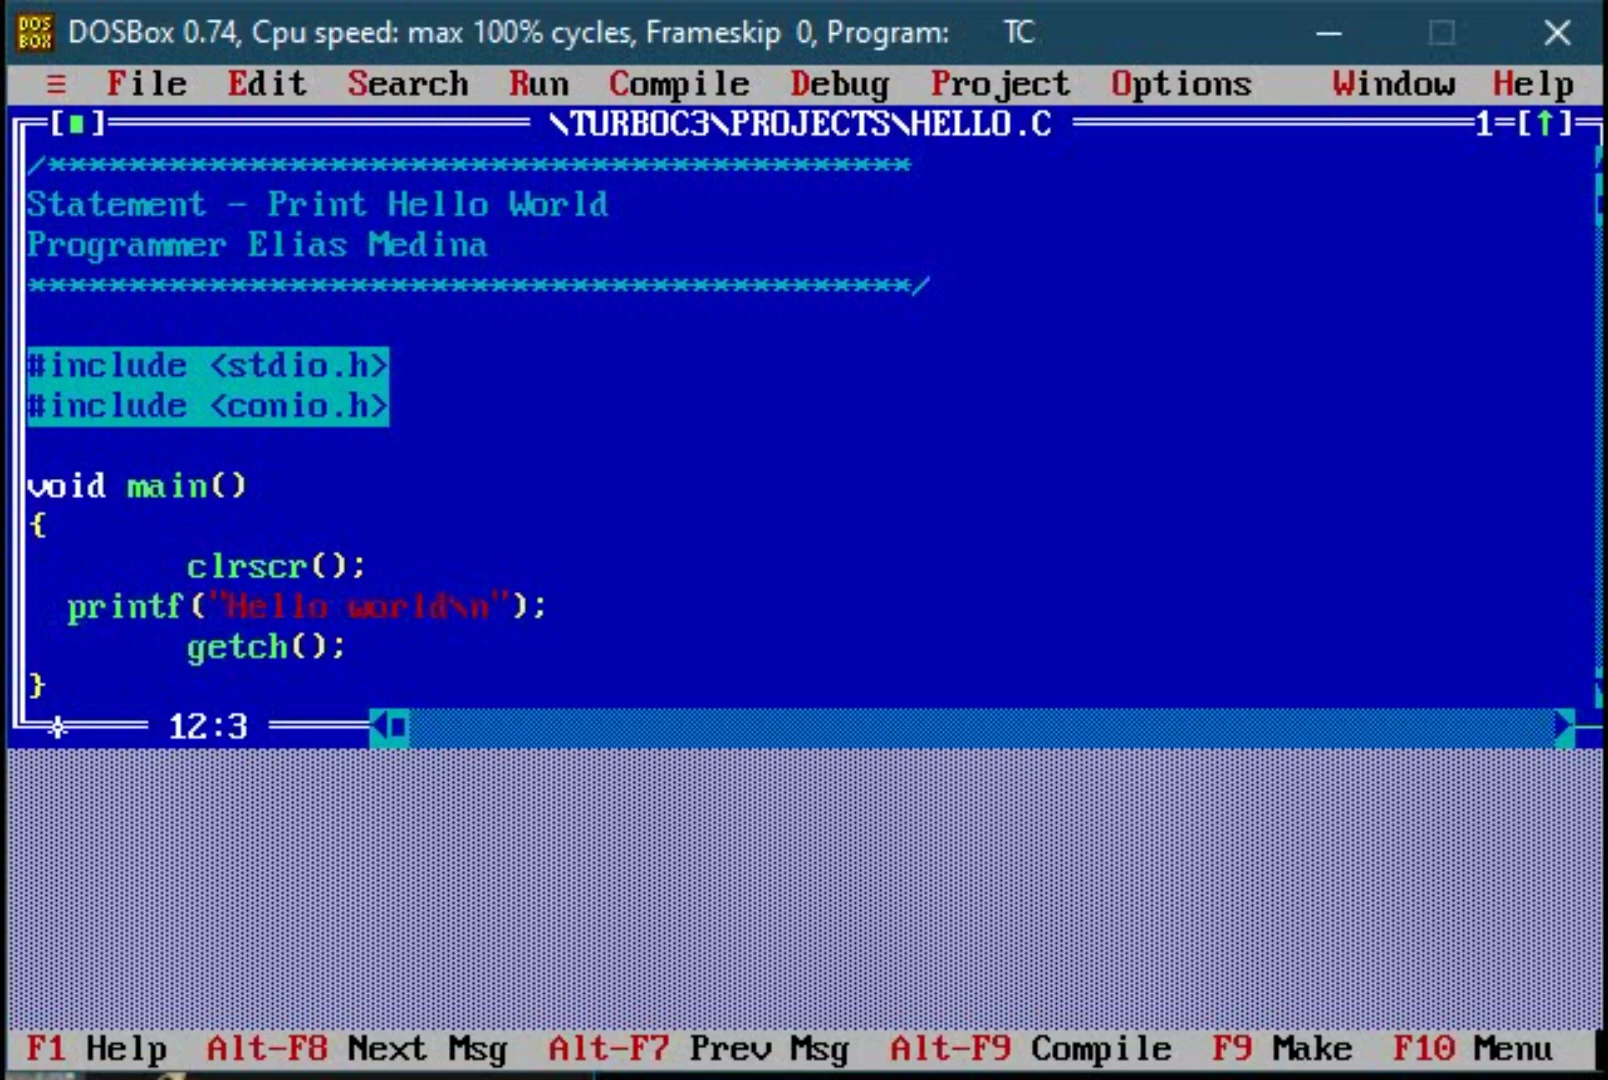 DOS BOX DOSBox 0.74, Cpu speed: max 100% cycles, Frameskip 0, Program: TC
≡ File Edit Search Run Compile Debug Project Options Window Help
[■] \TURBOC3\PROJECTS\HELLO.C 1=[↑]
/*******************************************
Statement - Print Hello World
Programmer Elias Medina
********************************************/
#include <stdio.h>
#include <conio.h>
void main()
{
clrscr();
printf("Hello world\n");
getch();
}
12:3
F1 Help Alt-F8 Next Msg Alt-F7 Prev Msg Alt-F9 Compile F9 Make F10 Menu